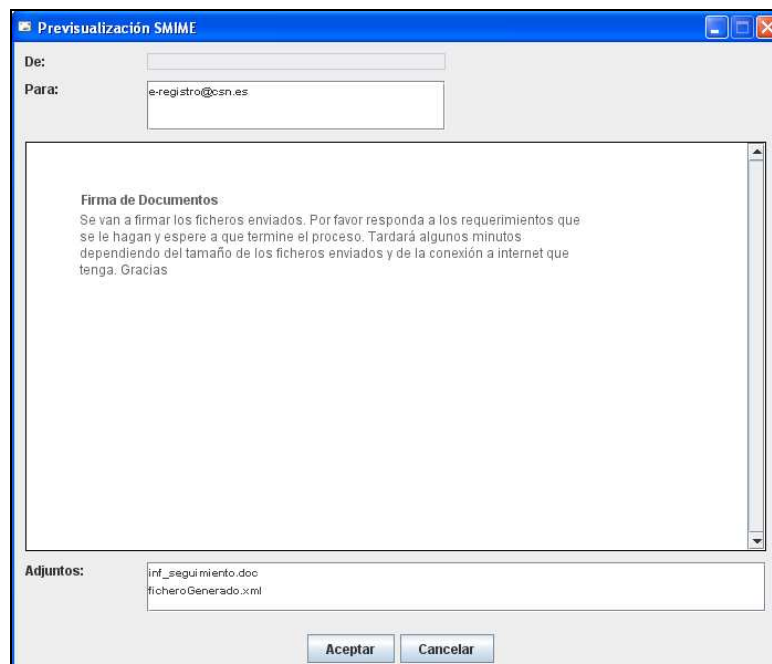 Previsualización SMIME
De:
Para:
e-registro@csn.es
Firma de Documentos
Se van a firmar los ficheros enviados. Por favor responda a los requerimientos que
se le hagan y espere a que termine el proceso. Tardará algunos minutos
dependiendo del tamaño de los ficheros enviados y de la conexión a internet que
tenga. Gracias
Adjuntos:
inf_seguimiento.doc
ficheroGenerado.xml
Aceptar Cancelar